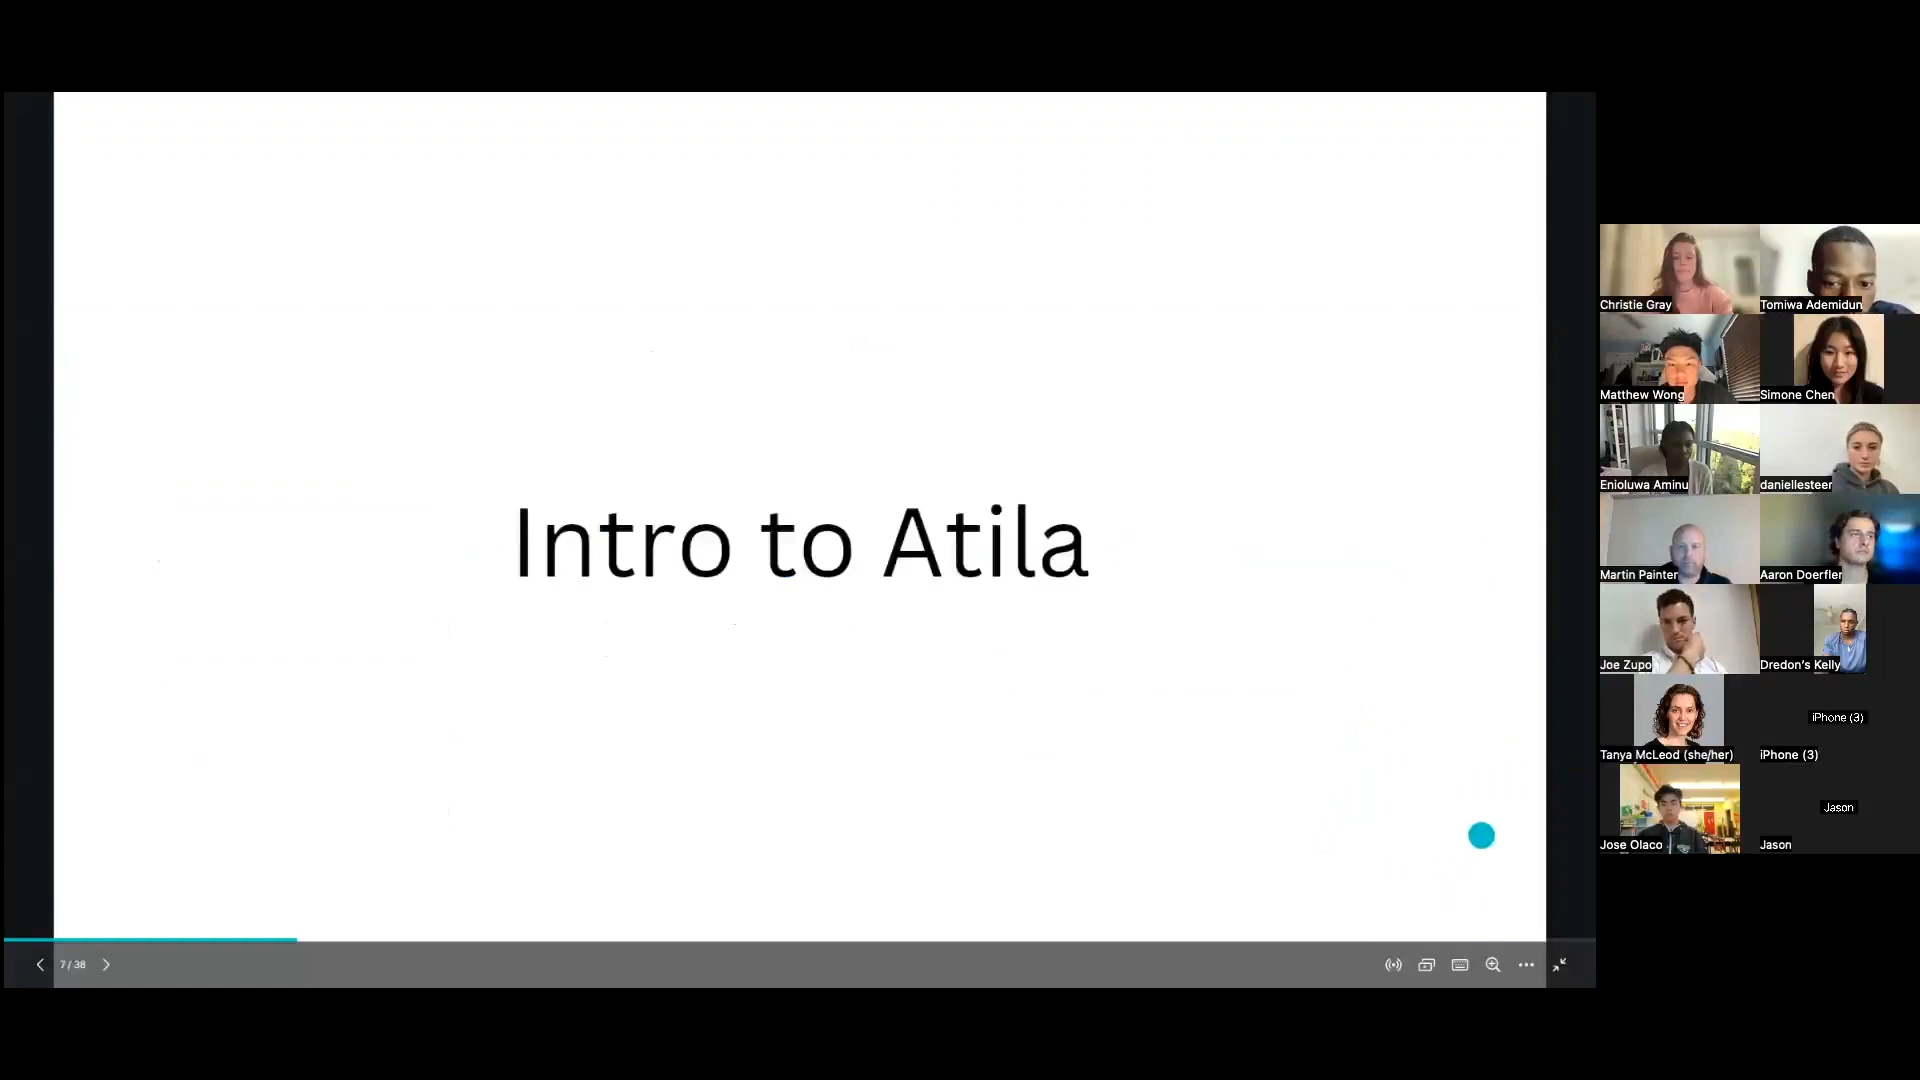 Intro to Atila
7 / 38
Christie Gray
Tomiwa Ademidun
Matthew Wong
Simone Chen
Enioluwa Aminu
daniellesteer
Martin Painter
Aaron Doerfler
Joe Zupo
Dredon’s Kelly
Tanya McLeod (she/her)
iPhone (3)
iPhone (3)
Jose Olaco
Jason
Jason